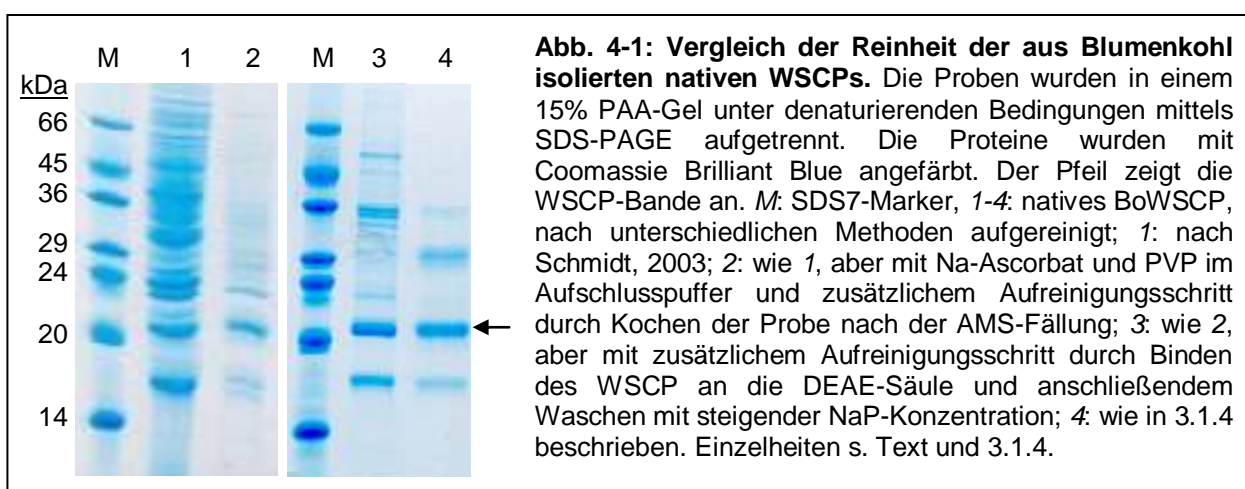 M 1 2 M 3 4
kDa
66
45
36
29
24
20
14
Abb. 4-1: Vergleich der Reinheit der aus Blumenkohl
isolierten nativen WSCPs. Die Proben wurden in einem
15% PAA-Gel unter denaturierenden Bedingungen mittels
SDS-PAGE aufgetrennt. Die Proteine wurden mit
Coomassie Brilliant Blue angefärbt. Der Pfeil zeigt die
WSCP-Bande an. M: SDS7-Marker, 1-4: natives BoWSCP,
nach unterschiedlichen Methoden aufgereinigt; 1: nach
Schmidt, 2003; 2: wie 1, aber mit Na-Ascorbat und PVP im
Aufschlusspuffer und zusätzlichem Aufreinigungsschritt
durch Kochen der Probe nach der AMS-Fällung; 3: wie 2,
aber mit zusätzlichem Aufreinigungsschritt durch Binden
des WSCP an die DEAE-Säule und anschließendem
Waschen mit steigender NaP-Konzentration; 4: wie in 3.1.4
beschrieben. Einzelheiten s. Text und 3.1.4.